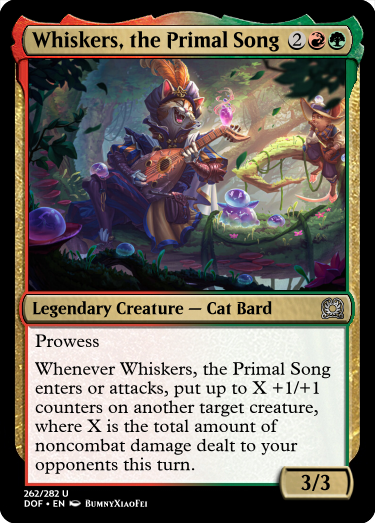 Whiskers, the Primal Song 2
Legendary Creature — Cat Bard
Prowess
Whenever Whiskers, the Primal Song
enters or attacks, put up to X +1/+1
counters on another target creature,
where X is the total amount of
noncombat damage dealt to your
opponents this turn.
3/3
262/282 U
DOF • EN BumnyXiaoFei